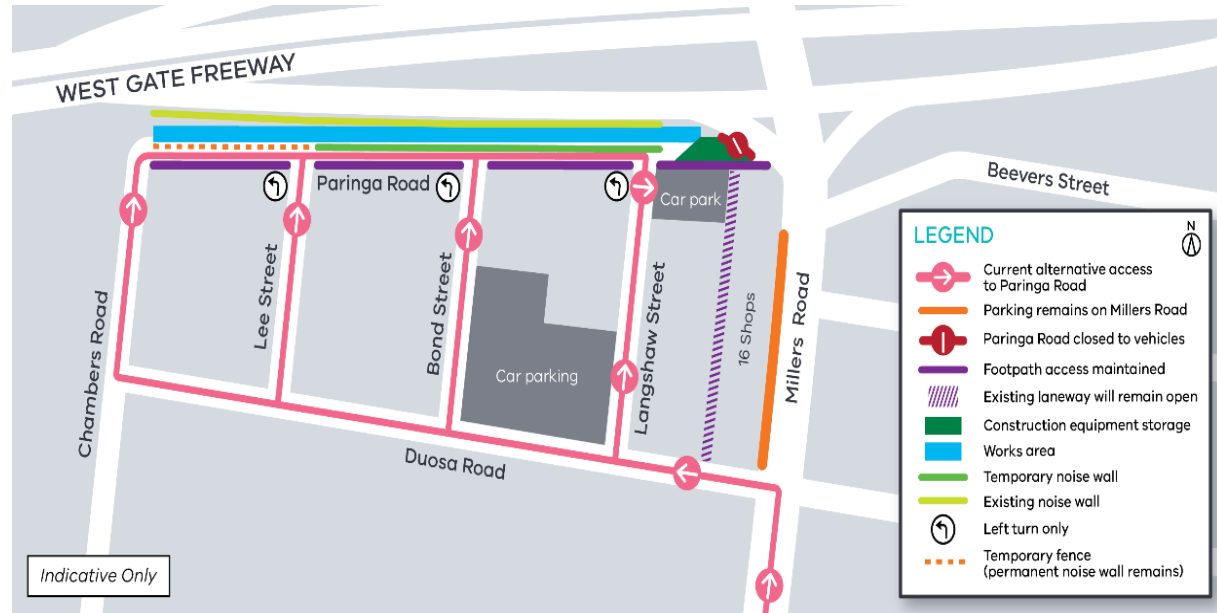 WEST GATE FREEWAY
Paringa Road
Car park
Beevers Street
Chambers Road
Lee Street
Bond Street
Langshaw Street
16 Shops
Millers Road
Car parking
Duosa Road
Indicative Only
LEGEND
N
Current alternative access
to Paringa Road
Parking remains on Millers Road
Paringa Road closed to vehicles
Footpath access maintained
Existing laneway will remain open
Construction equipment storage
Works area
Temporary noise wall
Existing noise wall
Left turn only
Temporary fence
(permanent noise wall remains)